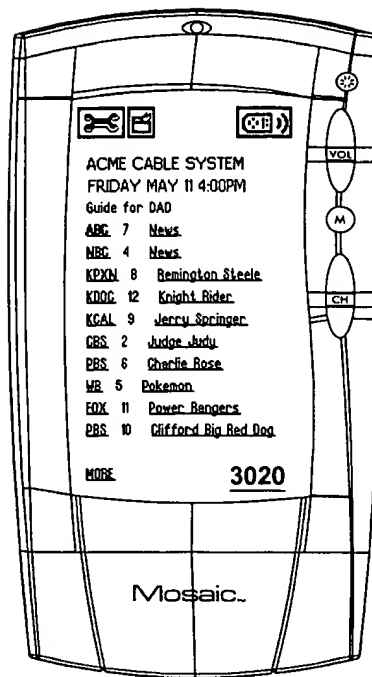 ACME CABLE SYSTEM
FRIDAY MAY 11 4:00PM
VOL
Guide for DAD
ABC 7 News
M
NBC 4 News
KPXN 8 Remington Steele
KDOC 12 Knight Rider
CH
KCAL 9 Jerry Springer
CBS 2 Judge Judy
PBS 6 Charlie Rose
WB 5 Pokemon
FOX 11 Power Rangers
PBS 10 Clifford Big Red Dog
MORE 3020
Mosaic™